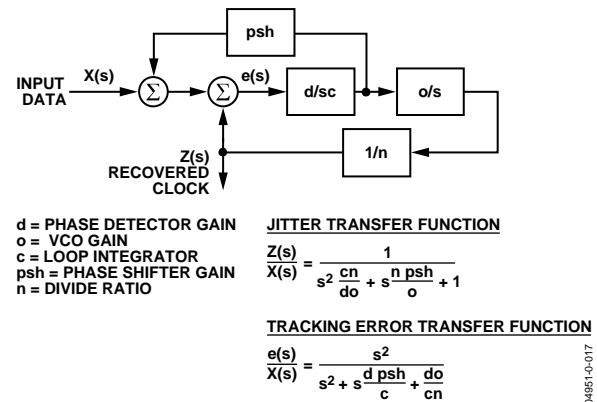 psh
X(s)
e(s)
INPUT
DATA
Σ
Σ
d/sc
o/s
1/n
Z(s)
RECOVERED
CLOCK
d = PHASE DETECTOR GAIN
o = VCO GAIN
c = LOOP INTEGRATOR
psh = PHASE SHIFTER GAIN
n = DIVIDE RATIO
JITTER TRANSFER FUNCTION
Z(s)/X(s) = 1/(s² cn/do + s n psh/o + 1)
TRACKING ERROR TRANSFER FUNCTION
e(s)/X(s) = s²/(s² + s d psh/c + do/cn)
04951-0-017